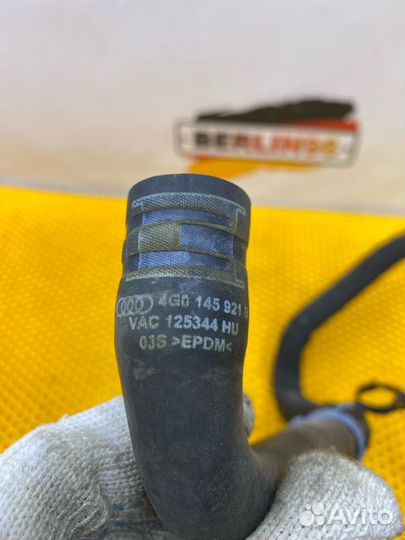 BERLIN96
4G0 145 921 B
VAC 125344 HU
03S >EPDM<
Avito